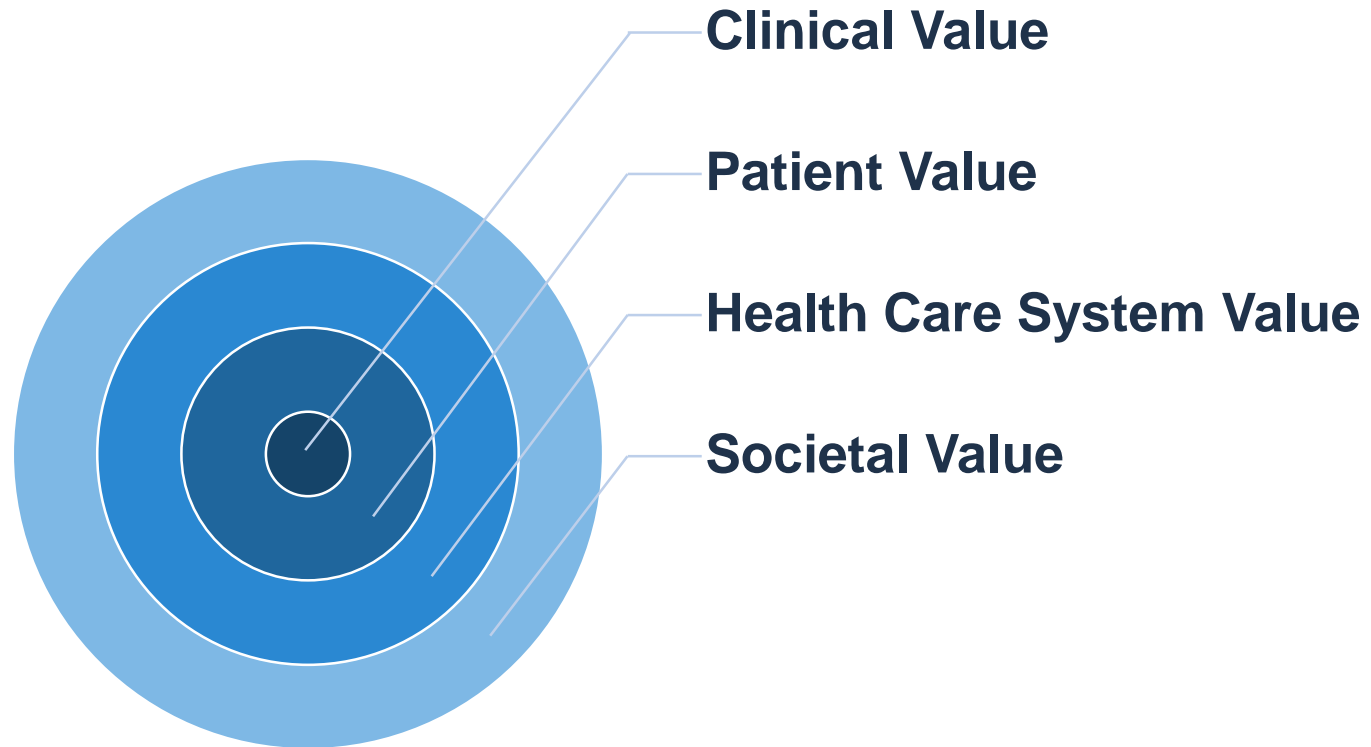 Clinical Value
Patient Value
Health Care System Value
Societal Value